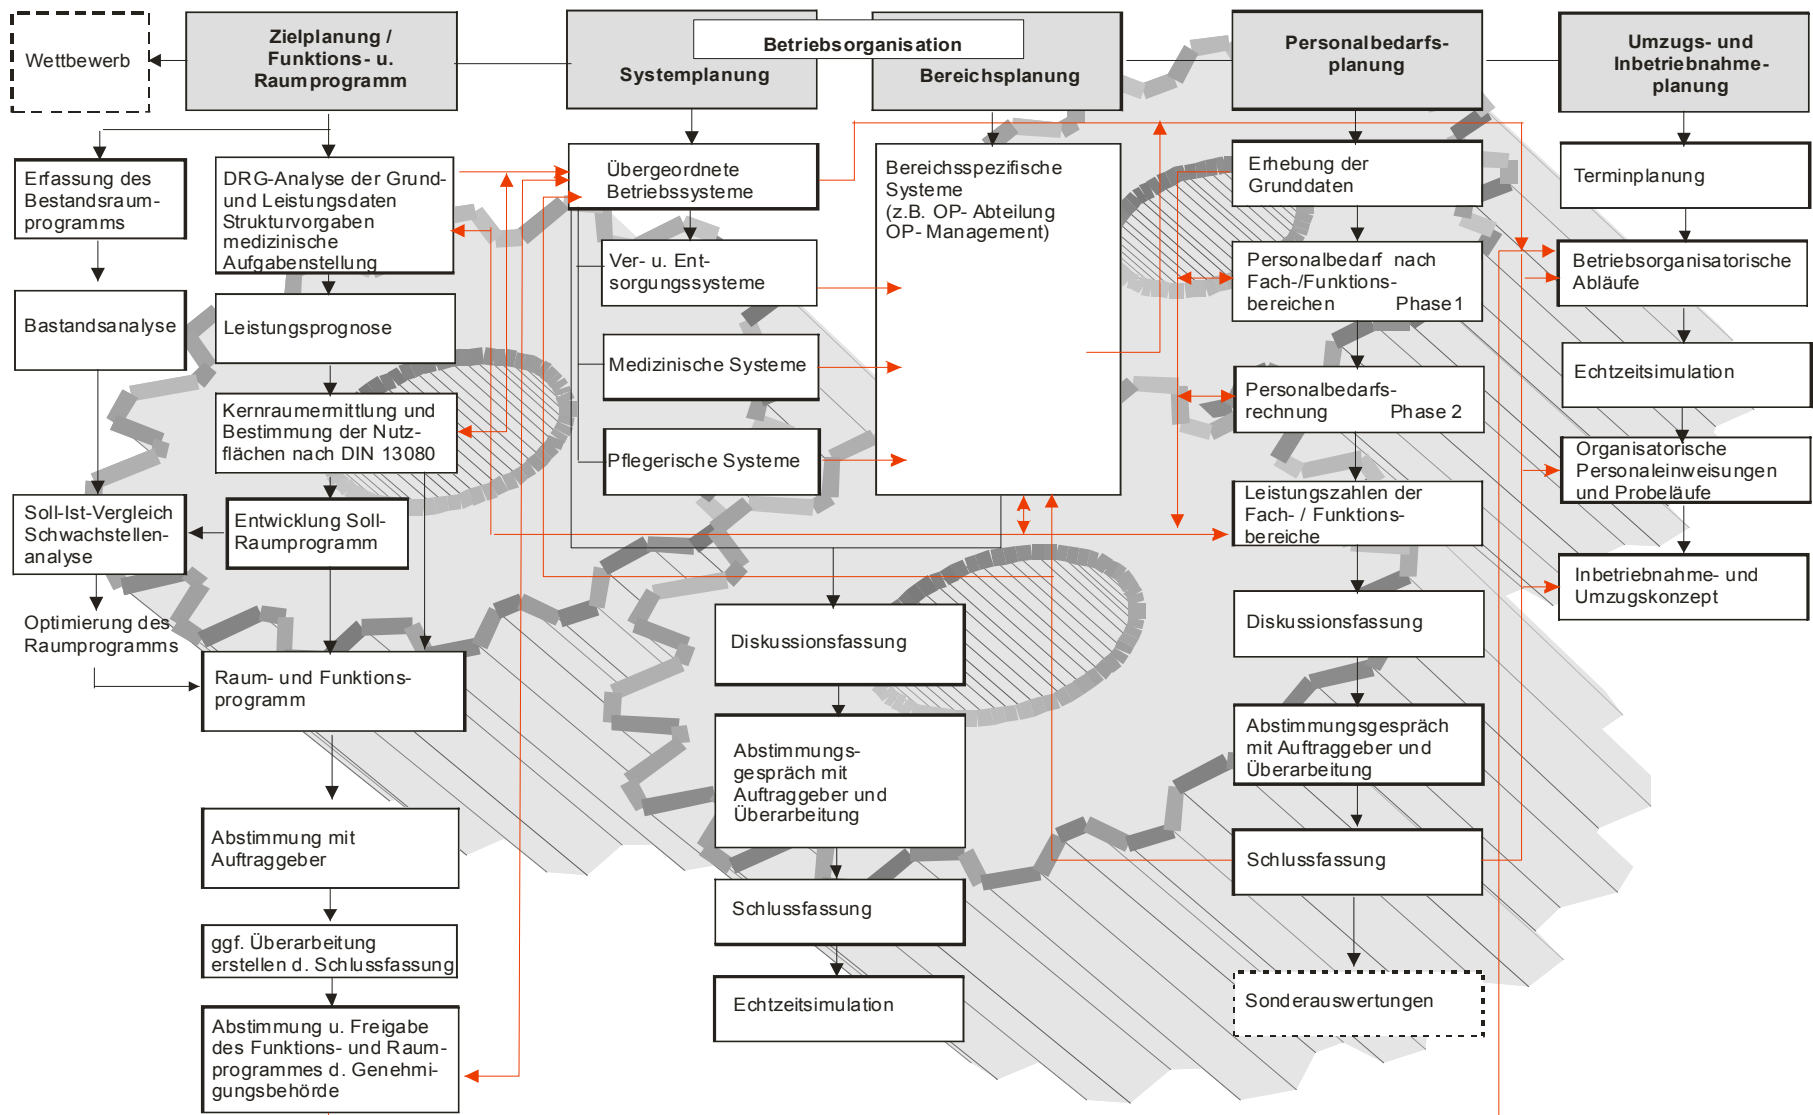 Wettbewerb
Zielplanung /
Funktions- u.
Raumprogramm
Betriebsorganisation
Systemplanung
Bereichsplanung
Personalbedarfs-
planung
Umzugs- und
Inbetriebnahme-
planung
Erfassung des
Bestandsraum-
programms
Bastandsanalyse
Soll-Ist-Vergleich
Schwachstellen-
analyse
Optimierung des
Raumprogramms
DRG-Analyse der Grund-
und Leistungsdaten
Strukturvorgaben
medizinische
Aufgabenstellung
Leistungsprognose
Kernraumermittlung und
Bestimmung der Nutz-
flächen nach DIN 13080
Entwicklung Soll-
Raumprogramm
Raum- und Funktions-
programm
Abstimmung mit
Auftraggeber
ggf. Überarbeitung
erstellen d. Schlussfassung
Abstimmung u. Freigabe
des Funktions- und Raum-
programmes d. Genehmi-
gungsbehörde
Übergeordnete
Betriebssysteme
Ver- u. Ent-
sorgungssysteme
Medizinische Systeme
Pflegerische Systeme
Bereichsspezifische
Systeme
(z.B. OP- Abteilung
OP- Management)
Diskussionsfassung
Abstimmungs-
gespräch mit
Auftraggeber und
Überarbeitung
Schlussfassung
Echtzeitsimulation
Erhebung der
Grunddaten
Personalbedarf nach
Fach-/Funktions-
bereichen Phase 1
Personalbedarfs-
rechnung Phase 2
Leistungszahlen der
Fach- / Funktions-
bereiche
Diskussionsfassung
Abstimmungsgespräch
mit Auftraggeber und
Überarbeitung
Schlussfassung
Sonderauswertungen
Terminplanung
Betriebsorganisatorische
Abläufe
Echtzeitsimulation
Organisatorische
Personaleinweisungen
und Probeläufe
Inbetriebnahme- und
Umzugskonzept